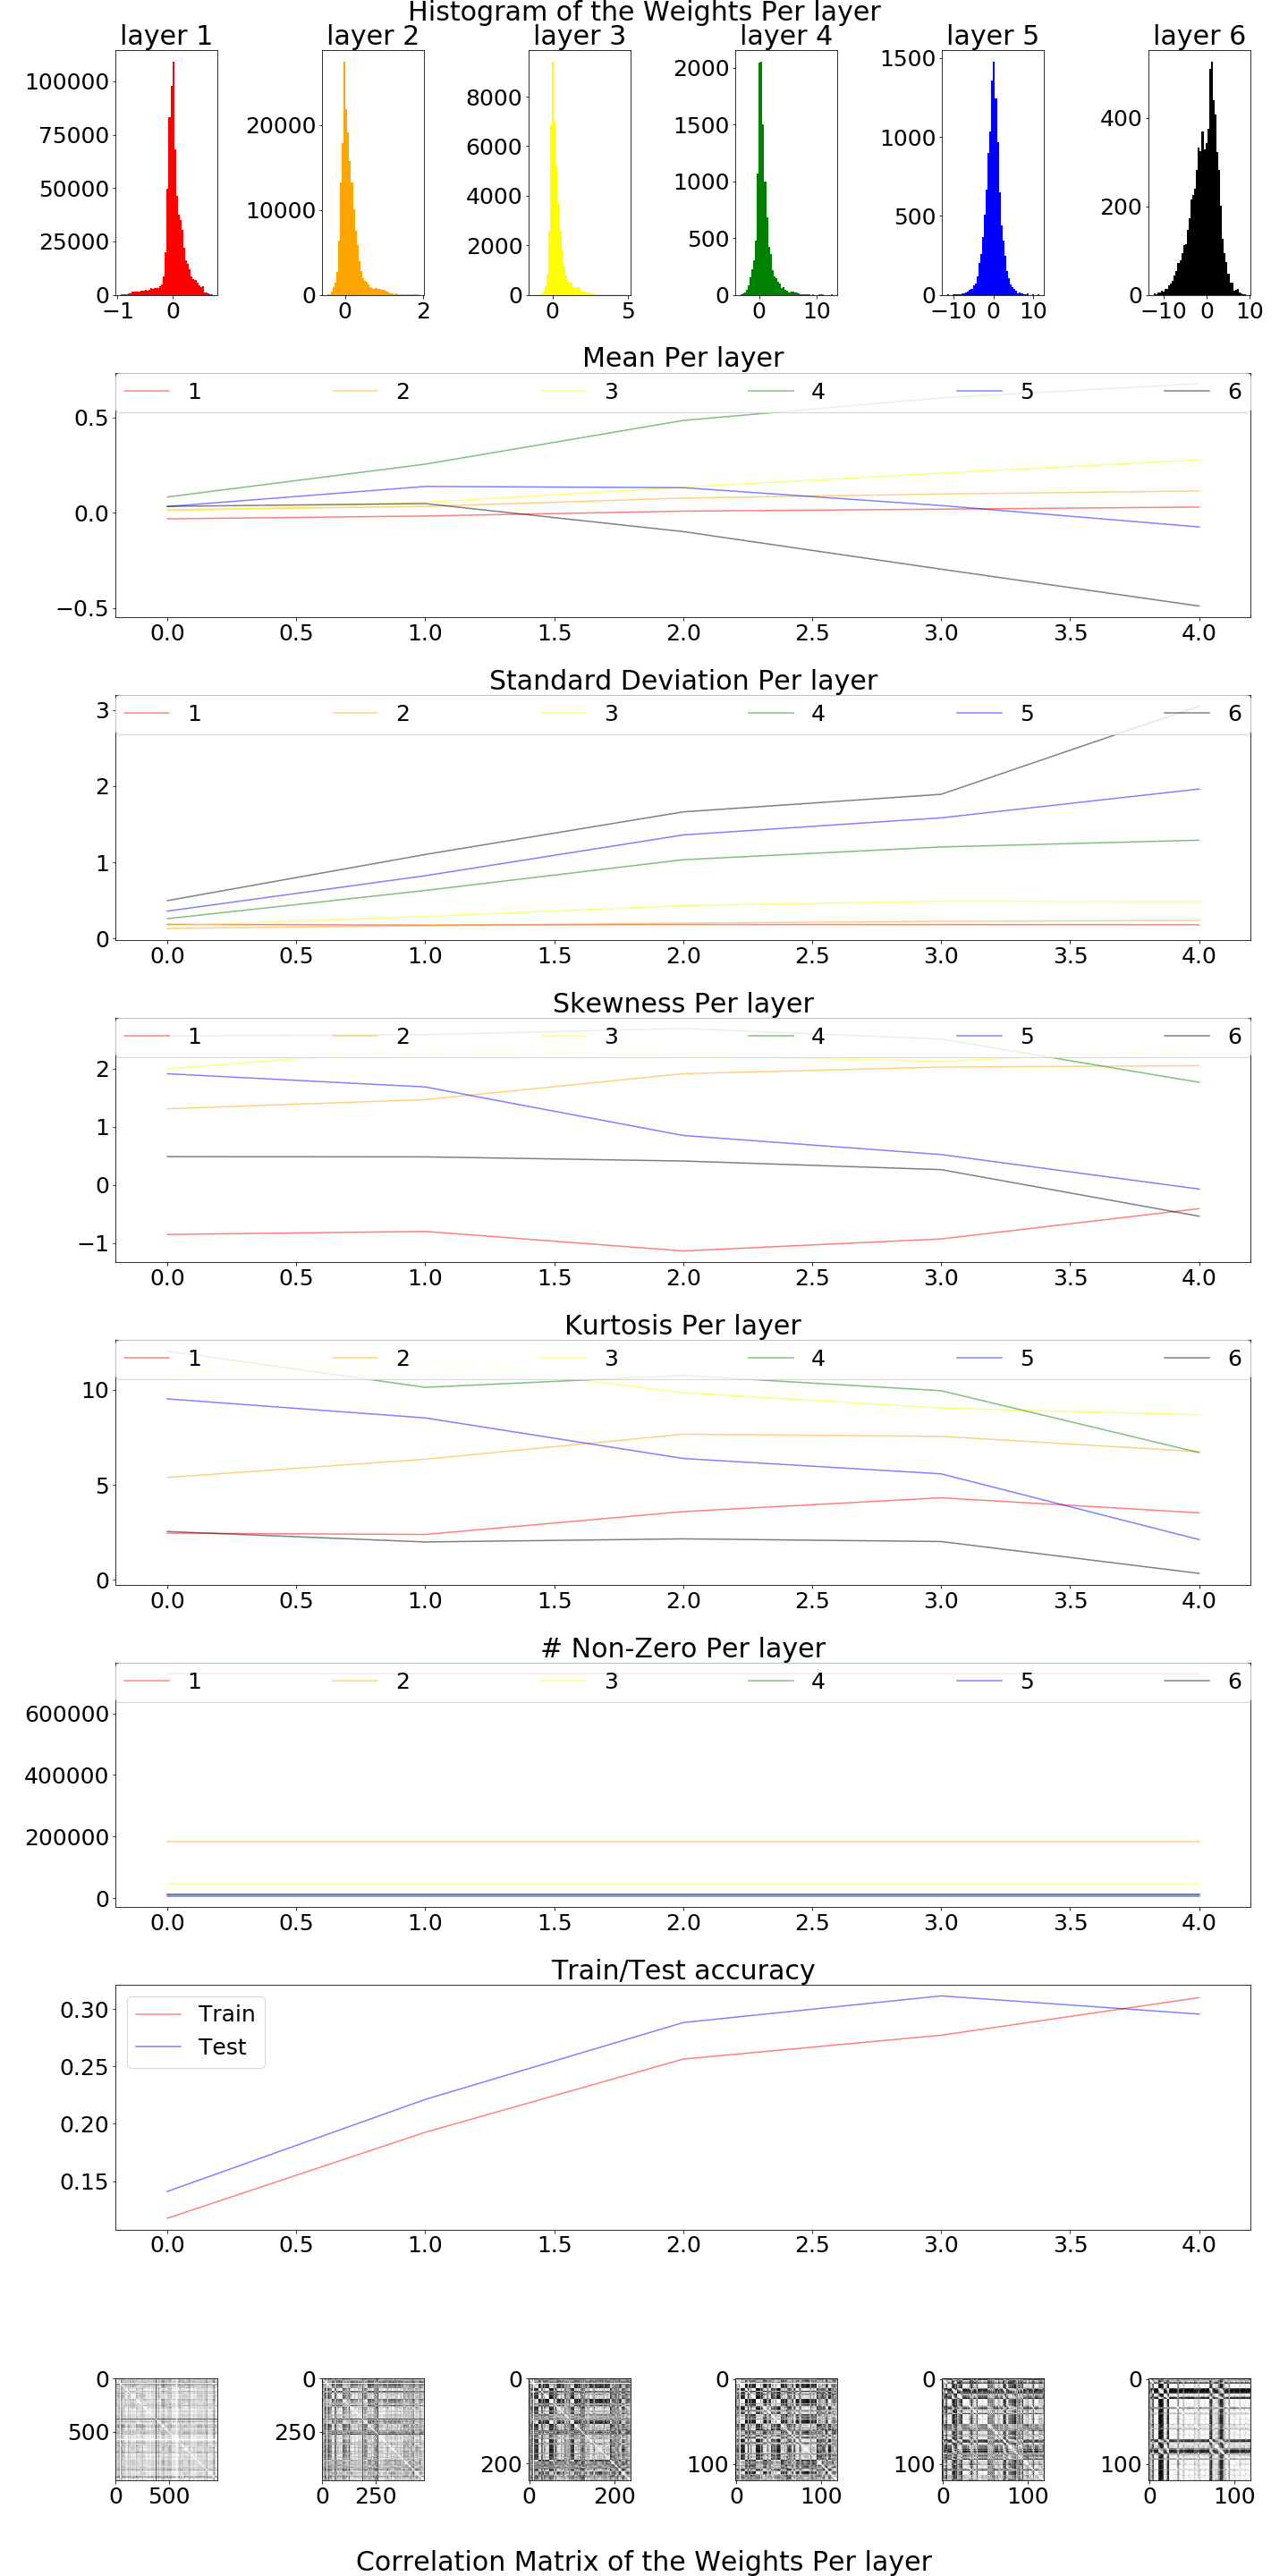 Histogram of the Weights Per layer
layer 1 layer 2 layer 3 layer 4 layer 5 layer 6
100000
75000
50000
25000
0
−1 0
20000
10000
0
0 2
8000
6000
4000
2000
0
0 5
2000
1500
1000
500
0
0 10
1500
1000
500
0
−10 0 10
400
200
0
−10 0 10
Mean Per layer
1 2 3 4 5 6
0.5
0.0
−0.5
0.0 0.5 1.0 1.5 2.0 2.5 3.0 3.5 4.0
Standard Deviation Per layer
1 2 3 4 5 6
3
2
1
0
0.0 0.5 1.0 1.5 2.0 2.5 3.0 3.5 4.0
Skewness Per layer
1 2 3 4 5 6
2
1
0
−1
0.0 0.5 1.0 1.5 2.0 2.5 3.0 3.5 4.0
Kurtosis Per layer
1 2 3 4 5 6
10
5
0
0.0 0.5 1.0 1.5 2.0 2.5 3.0 3.5 4.0
# Non-Zero Per layer
1 2 3 4 5 6
600000
400000
200000
0
0.0 0.5 1.0 1.5 2.0 2.5 3.0 3.5 4.0
Train/Test accuracy
Train
Test
0.30
0.25
0.20
0.15
0.0 0.5 1.0 1.5 2.0 2.5 3.0 3.5 4.0
0
500
0 500
0
250
0 250
0
200
0 200
0
100
0 100
0
100
0 100
0
100
0 100
Correlation Matrix of the Weights Per layer